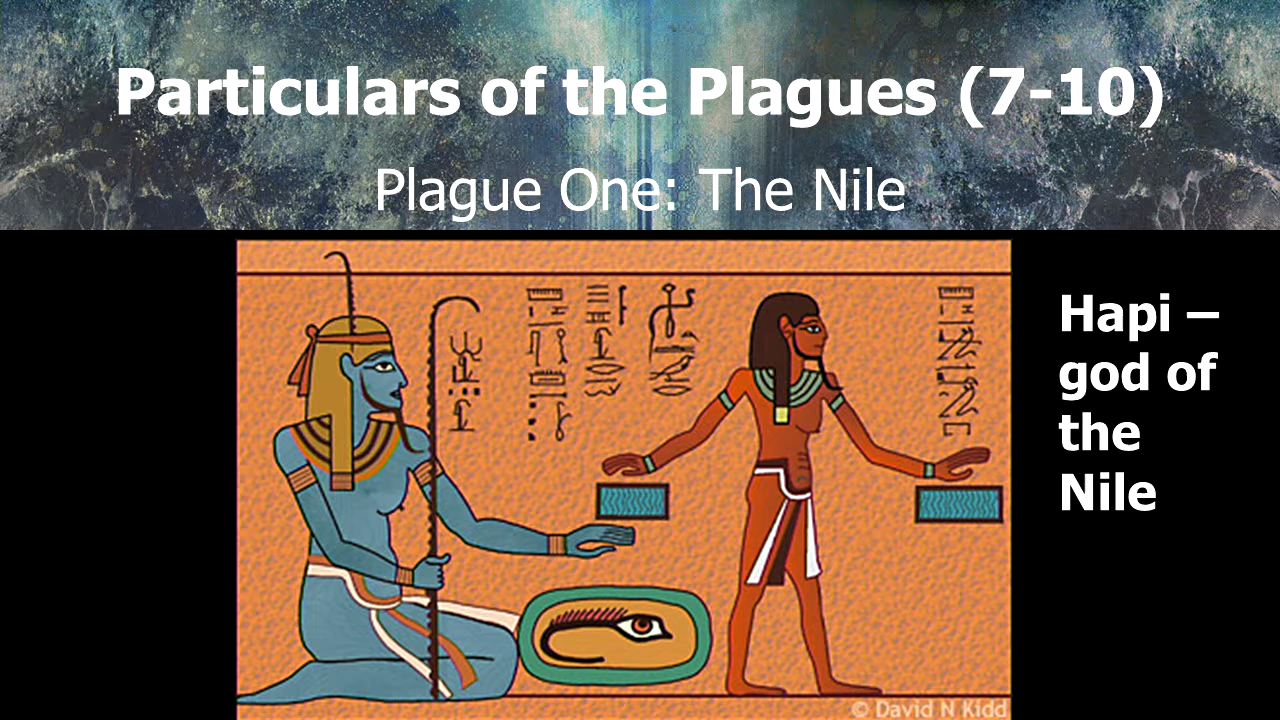 Particulars of the Plagues (7-10)
Plague One: The Nile
Hapi –
god of
the
Nile
© David N Kidd